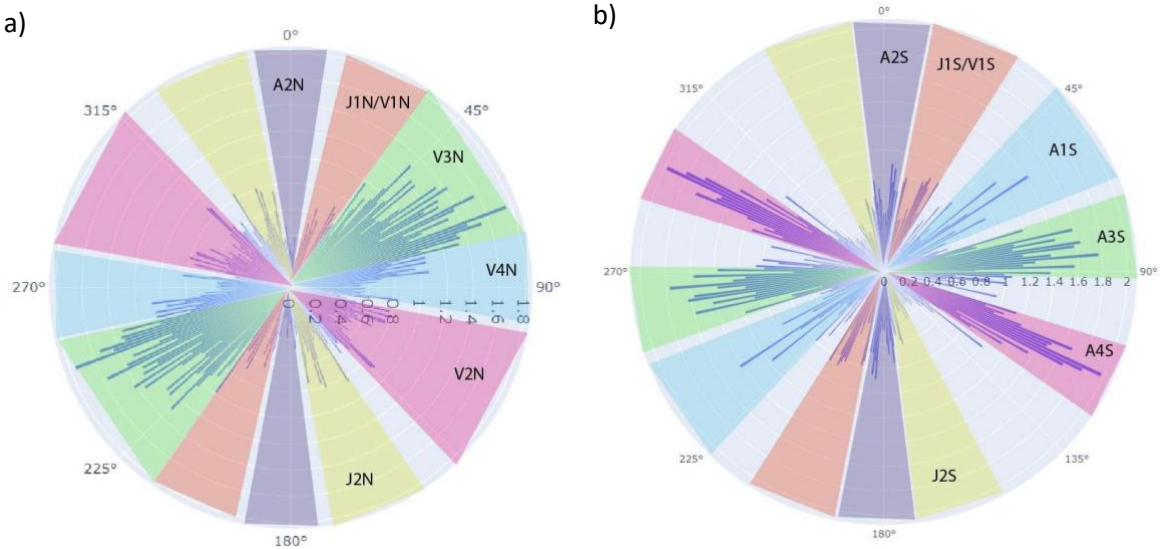 a)
0°
315°
45°
A2N
J1N/V1N
V3N
V4N
270°
90°
0 0.2 0.4 0.6 0.8 1 1.2 1.4 1.6 1.8
V2N
J2N
225°
180°
b)
0°
315°
45°
A2S
J1S/V1S
A1S
A3S
270°
90°
0 0.2 0.4 0.6 0.8 1 1.2 1.4 1.6 1.8 2
A4S
J2S
225°
135°
180°